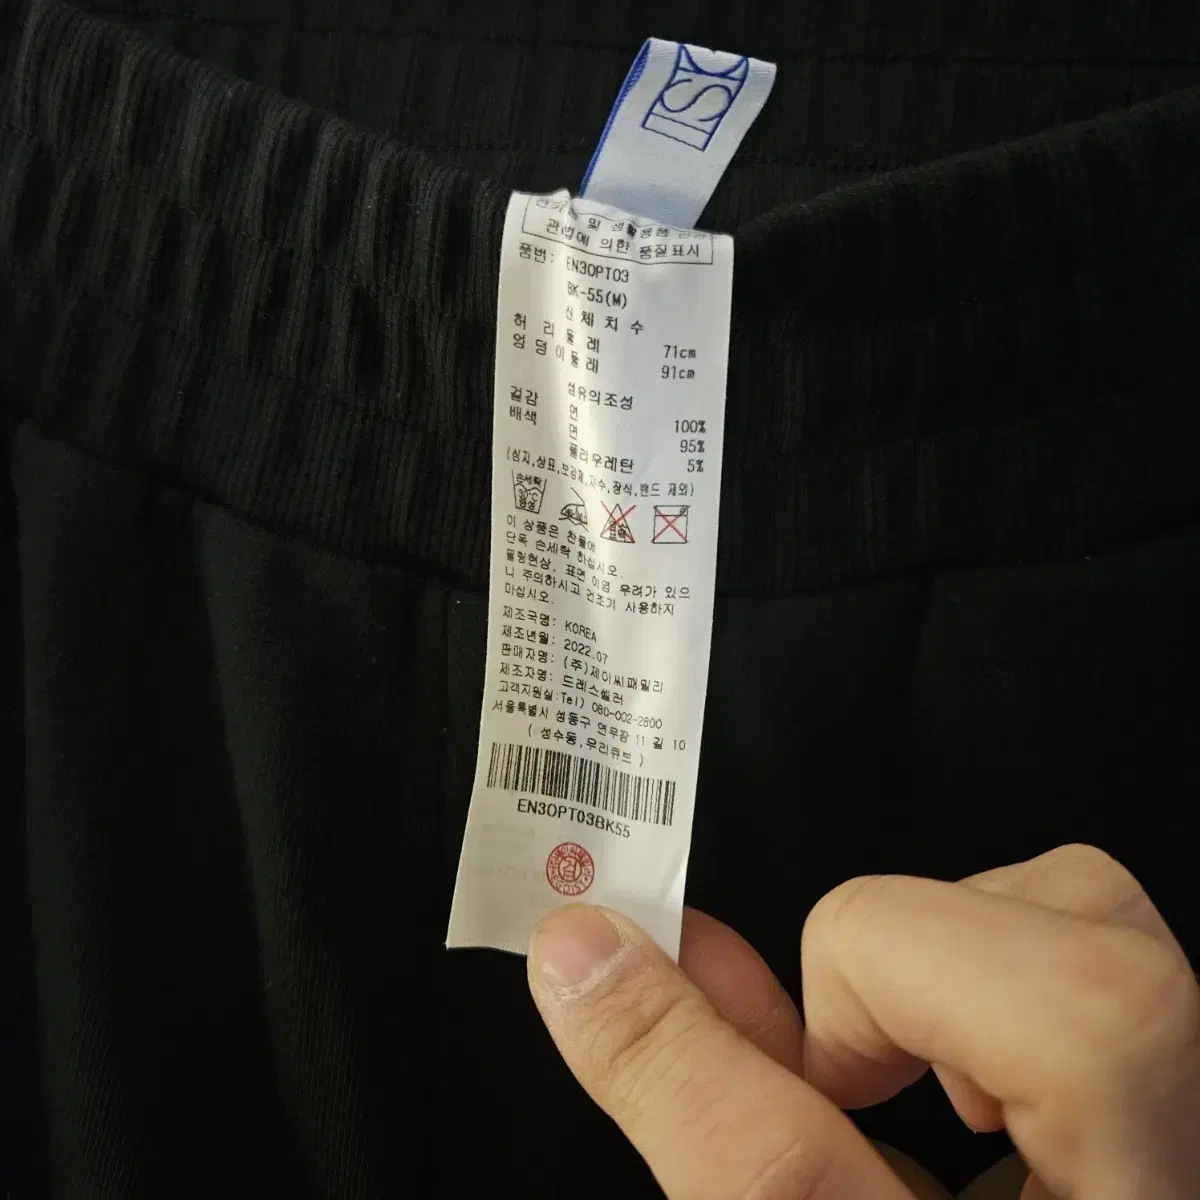 관법에 의한 품질표시
품번: EN3OPT03
BK-55(M)
신체치수
허리둘레 71cm
엉덩이둘레 91cm
섬유의조성
겉감 면 100%
배색 면 95%
폴리우레탄 5%
(심지,상표,보강재,자수,장식,밴드 제외)
손세탁
이 상품은 찬물에
단독 손세탁 하십시오.
필링현상, 표면 이염 우려가 있으
니 주의하시고 건조기 사용하지
마십시오.
제조국명: KOREA
제조년월: 2022.07
판매자명: (주)제이씨패밀리
제조자명: 드레스쎌러
고객지원실:Tel) 080-002-2800
서울특별시 성동구 연무장 11 길 10
(성수동,우리큐브)
EN3OPT03BK55
검